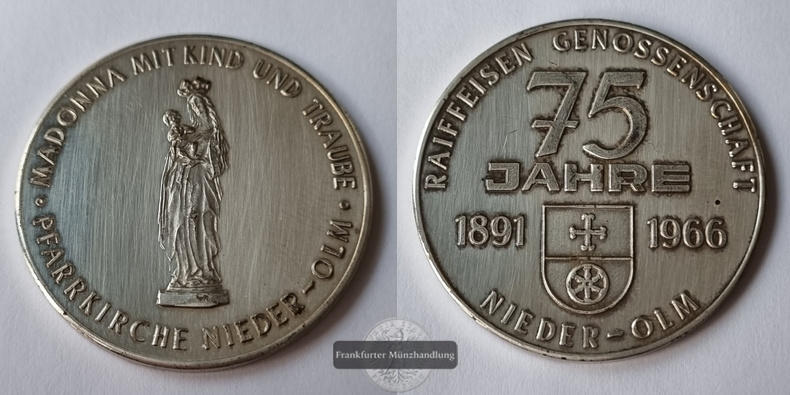 MADONNA MIT KIND UND TRAUBE •
PFARRKIRCHE NIEDER-OLM •
RAIFFEISEN GENOSSENSCHAFT
75
JAHRE
1891 1966
NIEDER-OLM
Frankfurter Münzhandlung